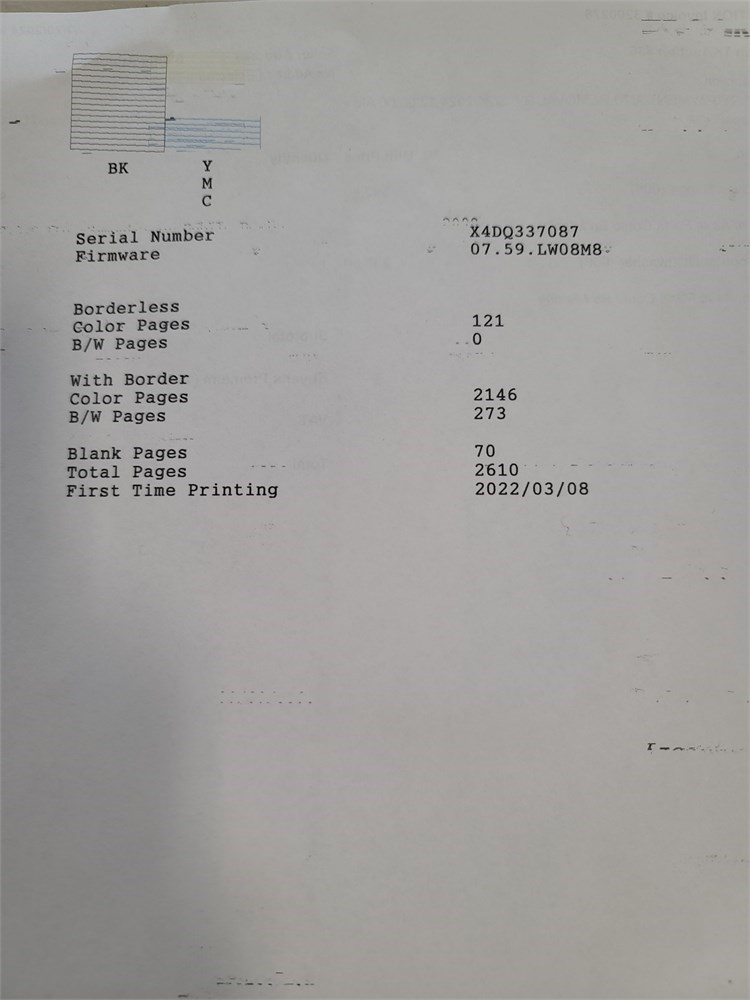 BK
Y
M
C
Serial Number X4DQ337087
Firmware 07.59.LW08M8
Borderless
Color Pages 121
B/W Pages 0
With Border
Color Pages 2146
B/W Pages 273
Blank Pages 70
Total Pages 2610
First Time Printing 2022/03/08